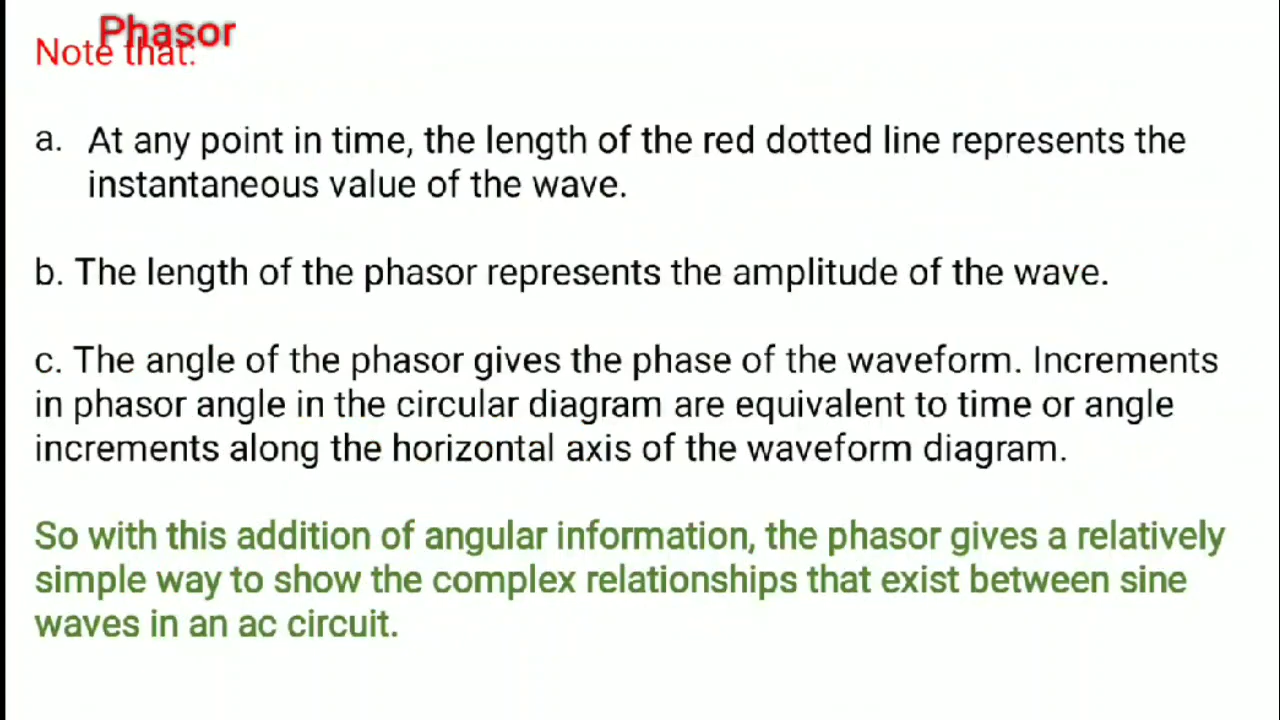 Phasor
Note that:
a. At any point in time, the length of the red dotted line represents the
instantaneous value of the wave.
b. The length of the phasor represents the amplitude of the wave.
c. The angle of the phasor gives the phase of the waveform. Increments
in phasor angle in the circular diagram are equivalent to time or angle
increments along the horizontal axis of the waveform diagram.
So with this addition of angular information, the phasor gives a relatively
simple way to show the complex relationships that exist between sine
waves in an ac circuit.